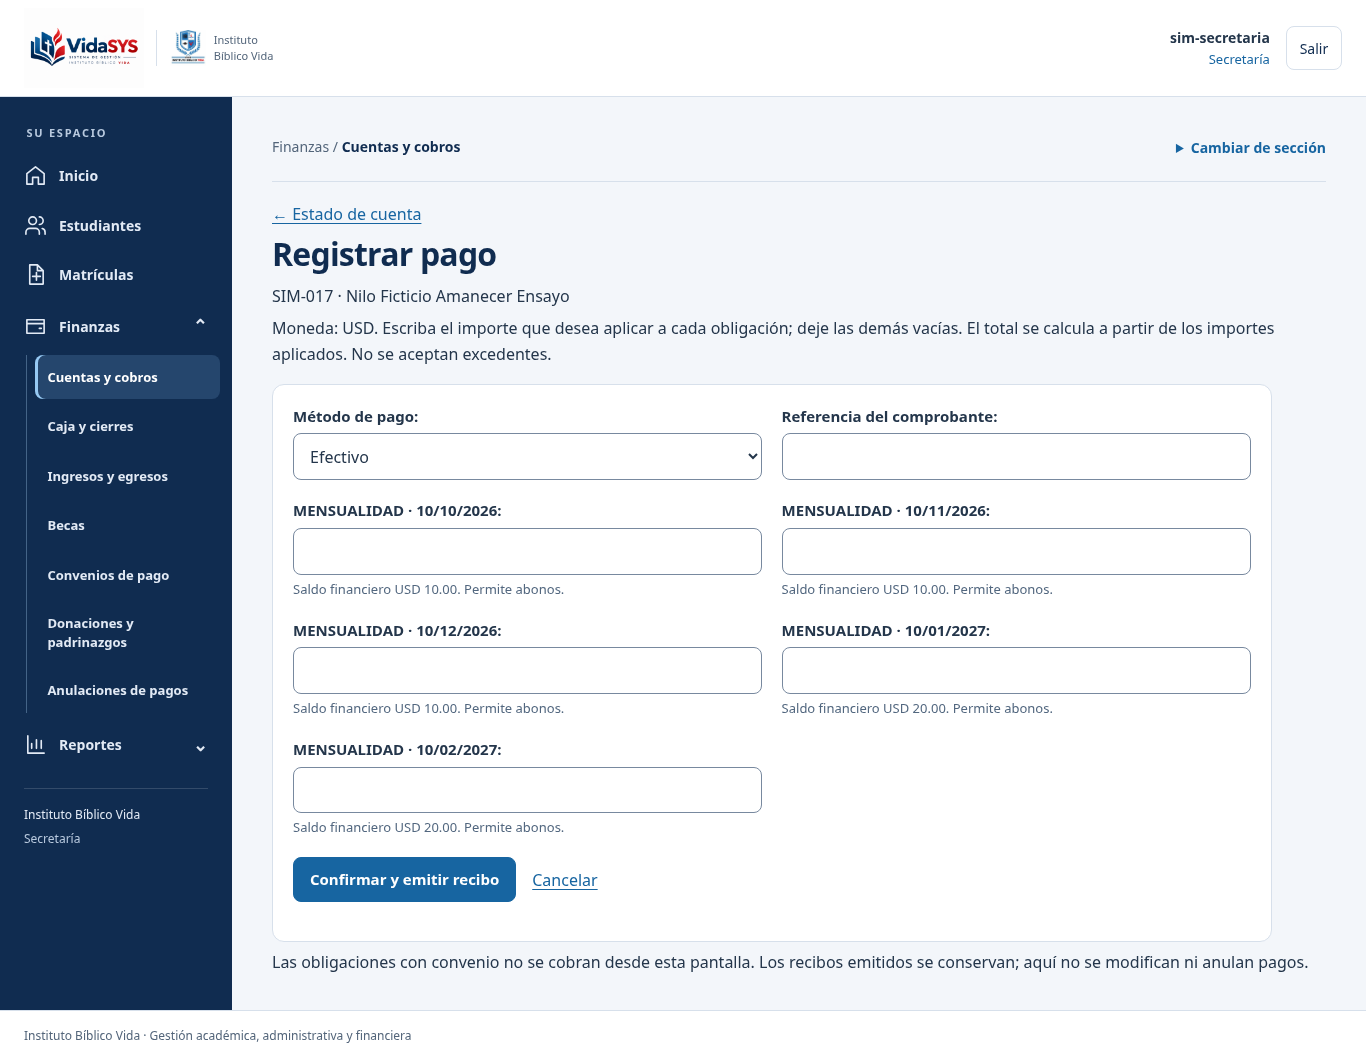 VidaSYS
SISTEMA DE GESTIÓN
INSTITUTO BÍBLICO VIDA
Instituto
Bíblico Vida
sim-secretaria
Secretaría
Salir
SU ESPACIO
Inicio
Estudiantes
Matrículas
Finanzas
Cuentas y cobros
Caja y cierres
Ingresos y egresos
Becas
Convenios de pago
Donaciones y
padrinazgos
Anulaciones de pagos
Reportes
Instituto Bíblico Vida
Secretaría
Finanzas / Cuentas y cobros
▶ Cambiar de sección
← Estado de cuenta
Registrar pago
SIM-017 · Nilo Ficticio Amanecer Ensayo
Moneda: USD. Escriba el importe que desea aplicar a cada obligación; deje las demás vacías. El total se calcula a partir de los importes
aplicados. No se aceptan excedentes.
Método de pago:
Efectivo
Referencia del comprobante:
MENSUALIDAD · 10/10/2026:
Saldo financiero USD 10.00. Permite abonos.
MENSUALIDAD · 10/11/2026:
Saldo financiero USD 10.00. Permite abonos.
MENSUALIDAD · 10/12/2026:
Saldo financiero USD 10.00. Permite abonos.
MENSUALIDAD · 10/01/2027:
Saldo financiero USD 20.00. Permite abonos.
MENSUALIDAD · 10/02/2027:
Saldo financiero USD 20.00. Permite abonos.
Confirmar y emitir recibo
Cancelar
Las obligaciones con convenio no se cobran desde esta pantalla. Los recibos emitidos se conservan; aquí no se modifican ni anulan pagos.
Instituto Bíblico Vida · Gestión académica, administrativa y financiera